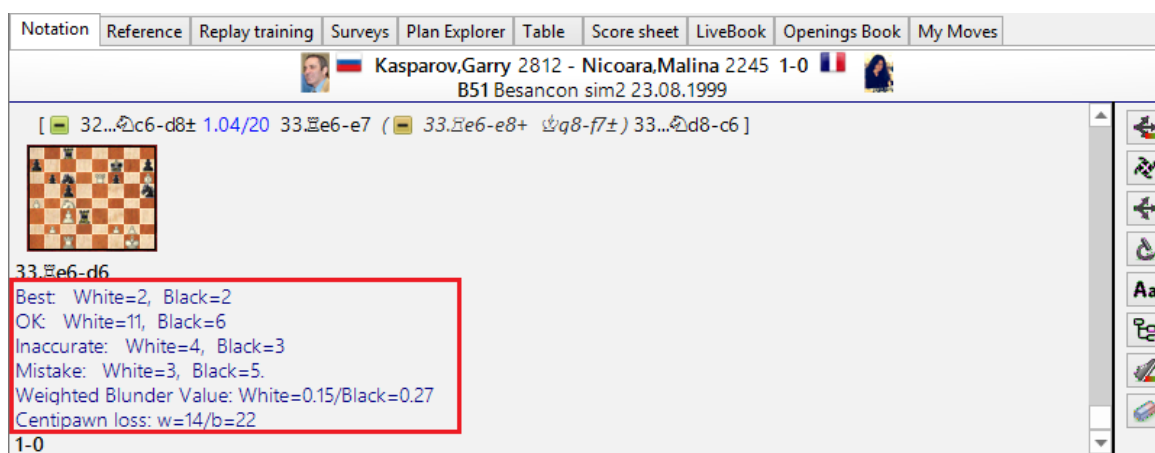 Notation Reference Replay training Surveys Plan Explorer Table Score sheet LiveBook Openings Book My Moves
Kasparov,Garry 2812 - Nicoara,Malina 2245 1-0
B51 Besancon sim2 23.08.1999
[ 32...♘c6-d8± 1.04/20 33.♖e6-e7 ( 33.♖e6-e8+ ♔g8-f7± ) 33...♘d8-c6 ]
33.♖e6-d6
Best: White=2, Black=2
OK: White=11, Black=6
Inaccurate: White=4, Black=3
Mistake: White=3, Black=5.
Weighted Blunder Value: White=0.15/Black=0.27
Centipawn loss: w=14/b=22
1-0
Aa